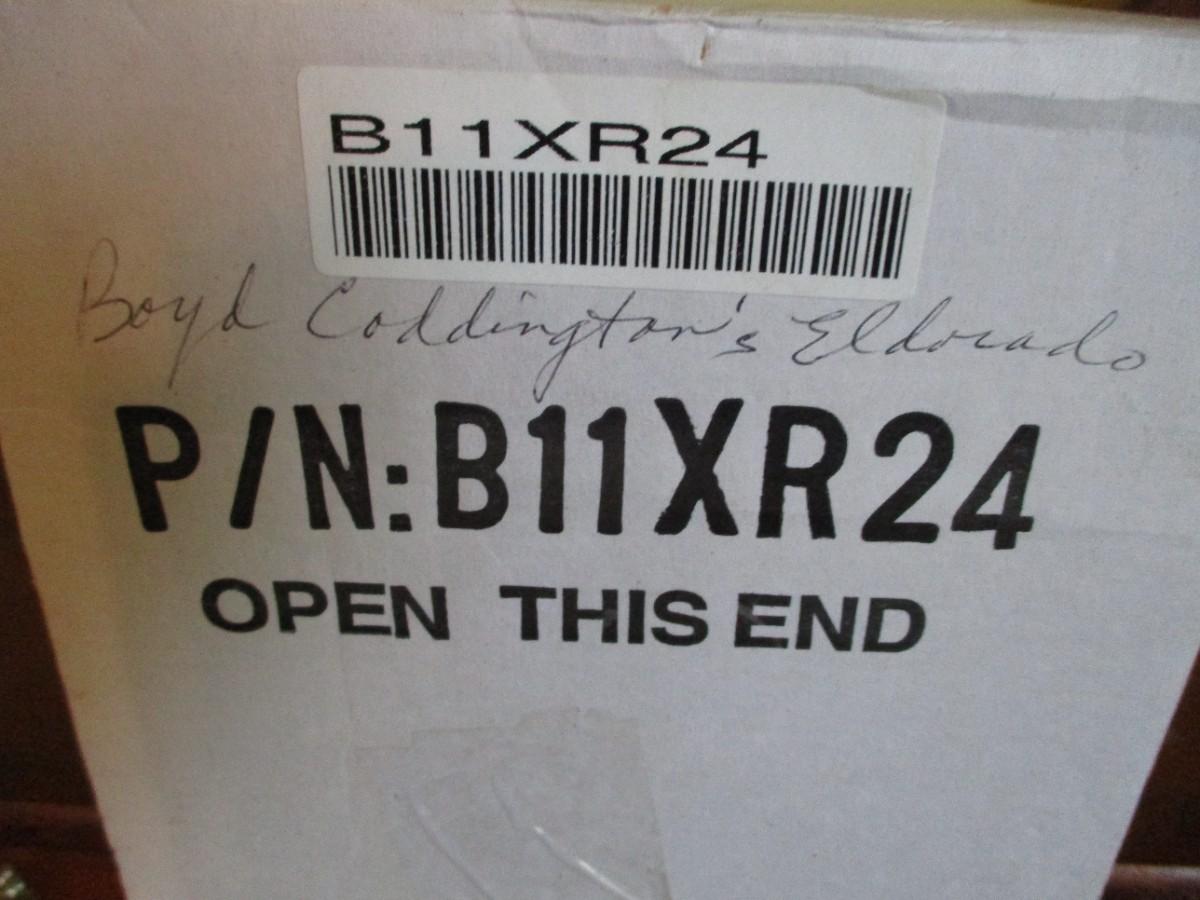 B11XR24
Boyd Coddington's Eldorado
P/N:B11XR24
OPEN THIS END